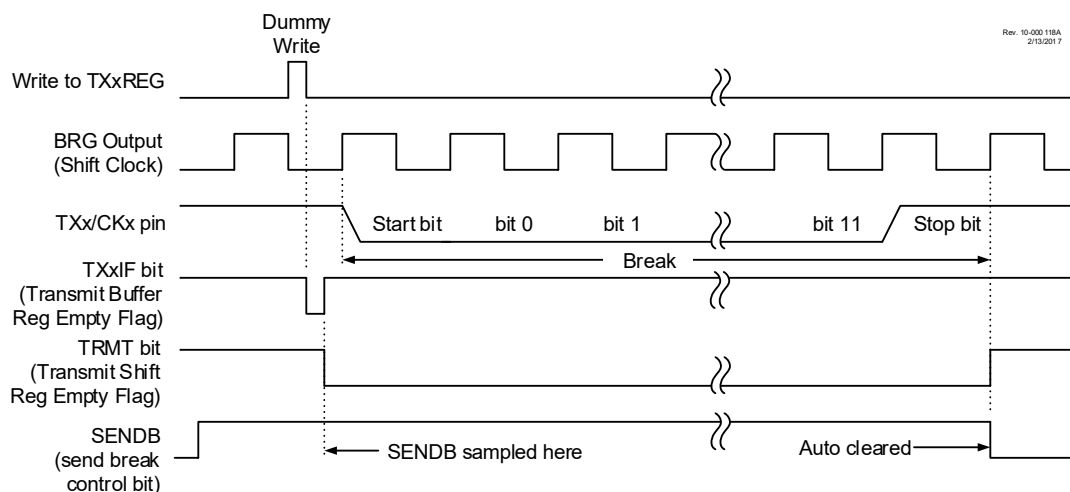 Dummy
Write
Rev. 10-000 118A
2/13/2017
Write to TXxREG
BRG Output
(Shift Clock)
TXx/CKx pin
Start bit
bit 0
bit 1
bit 11
Stop bit
Break
TXxIF bit
(Transmit Buffer
Reg Empty Flag)
TRMT bit
(Transmit Shift
Reg Empty Flag)
SENDB
(send break
control bit)
SENDB sampled here
Auto cleared